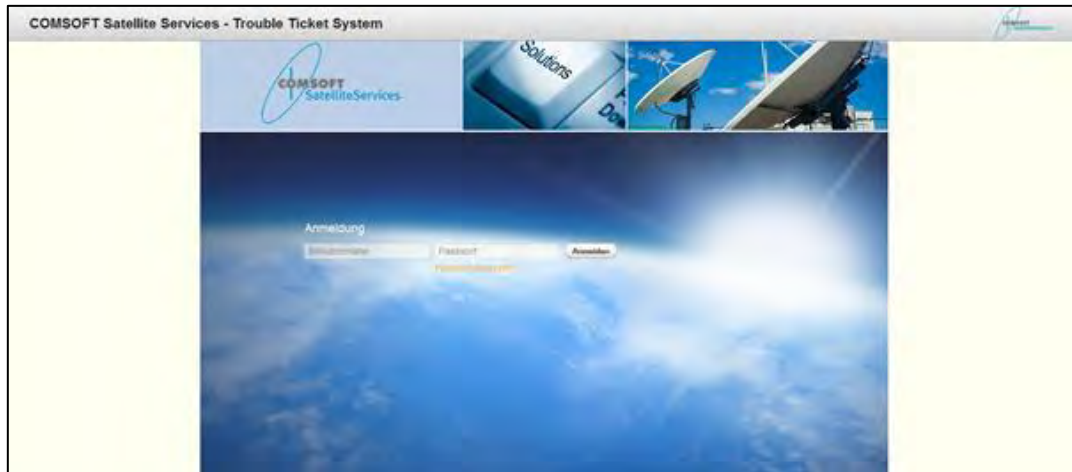 COMSOFT Satellite Services - Trouble Ticket System
COMSOFT
SatelliteServices
Solutions
Anmeldung
Passwort
Anmelden